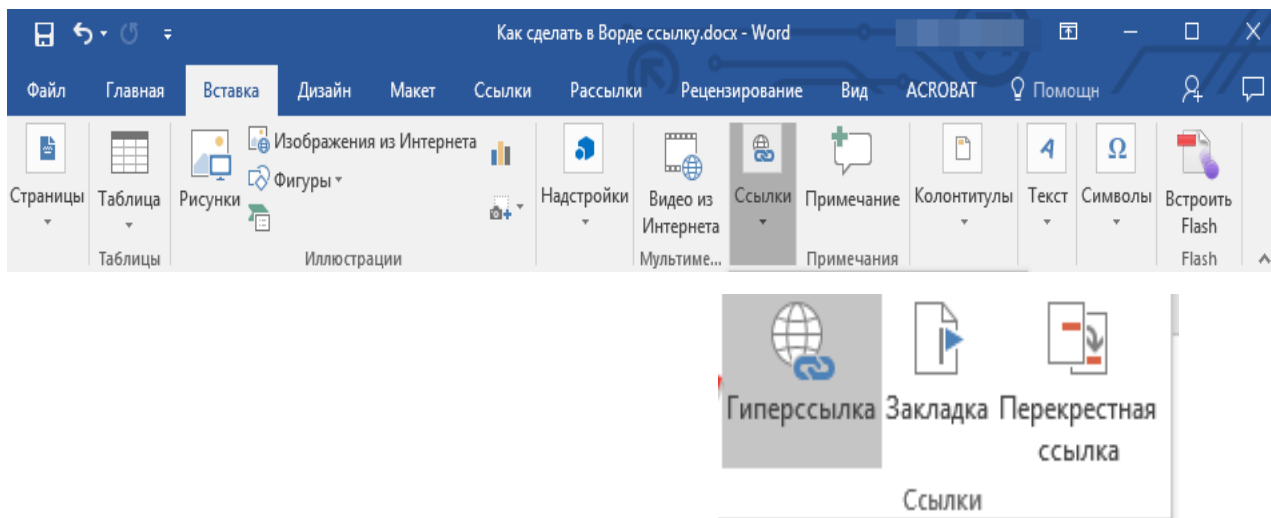 Как сделать в Ворде ссылку.docx - Word
Файл Главная Вставка Дизайн Макет Ссылки Рассылки Рецензирование Вид ACROBAT Помощн
Страницы Таблица Рисунки Изображения из Интернета Фигуры Надстройки Видео из Интернета Ссылки Примечание Колонтитулы Текст Символы Встроить Flash
Таблицы Иллюстрации Мультиме... Примечания Flash
Гиперссылка Закладка Перекрестная
ссылка
Ссылки